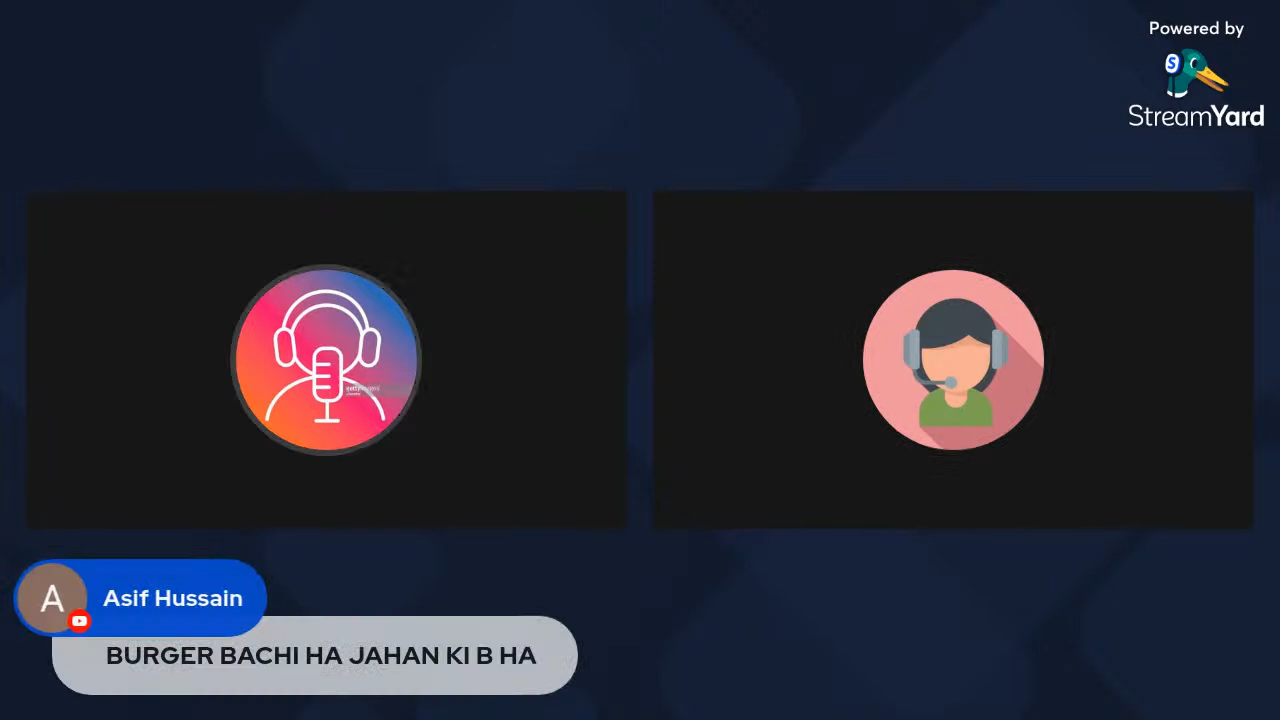 Powered by
S
StreamYard
A
Asif Hussain
BURGER BACHI HA JAHAN KI B HA